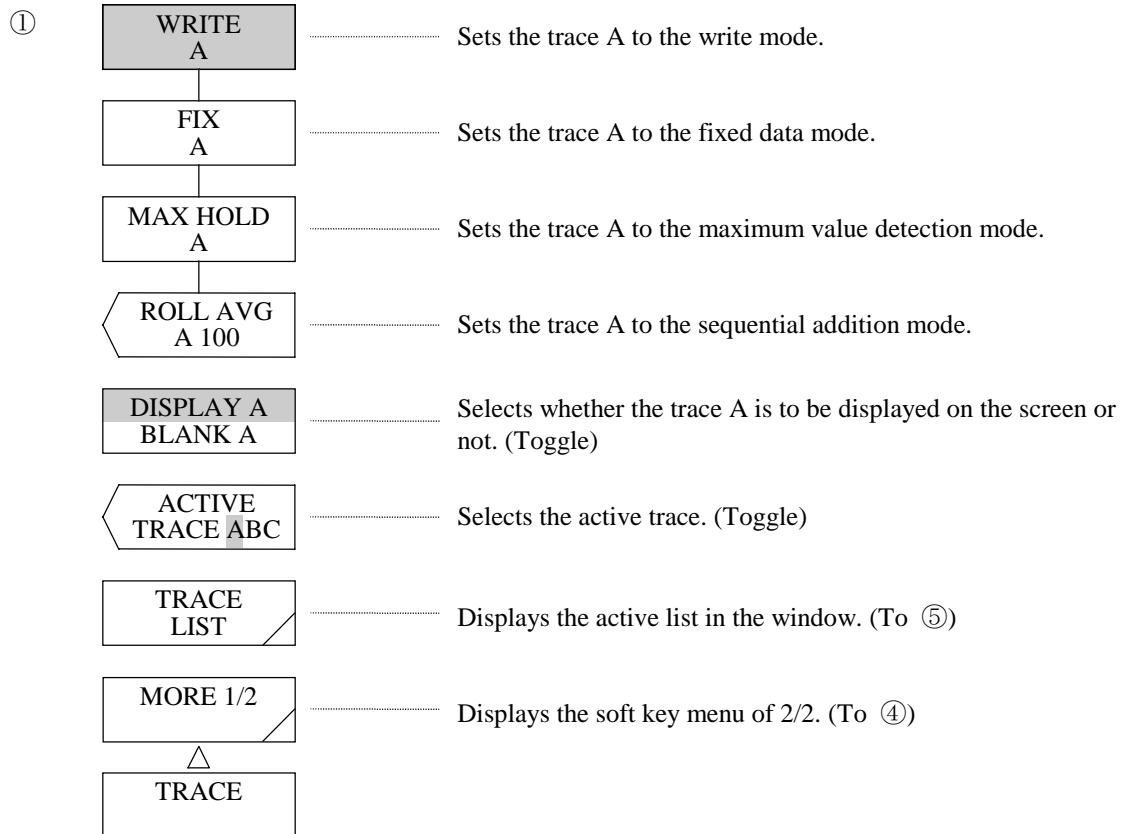 ①
WRITE
A
Sets the trace A to the write mode.
FIX
A
Sets the trace A to the fixed data mode.
MAX HOLD
A
Sets the trace A to the maximum value detection mode.
ROLL AVG
A 100
Sets the trace A to the sequential addition mode.
DISPLAY A
BLANK A
Selects whether the trace A is to be displayed on the screen or
not. (Toggle)
ACTIVE
TRACE ABC
Selects the active trace. (Toggle)
TRACE
LIST
Displays the active list in the window. (To ⑤)
MORE 1/2
Displays the soft key menu of 2/2. (To ④)
TRACE